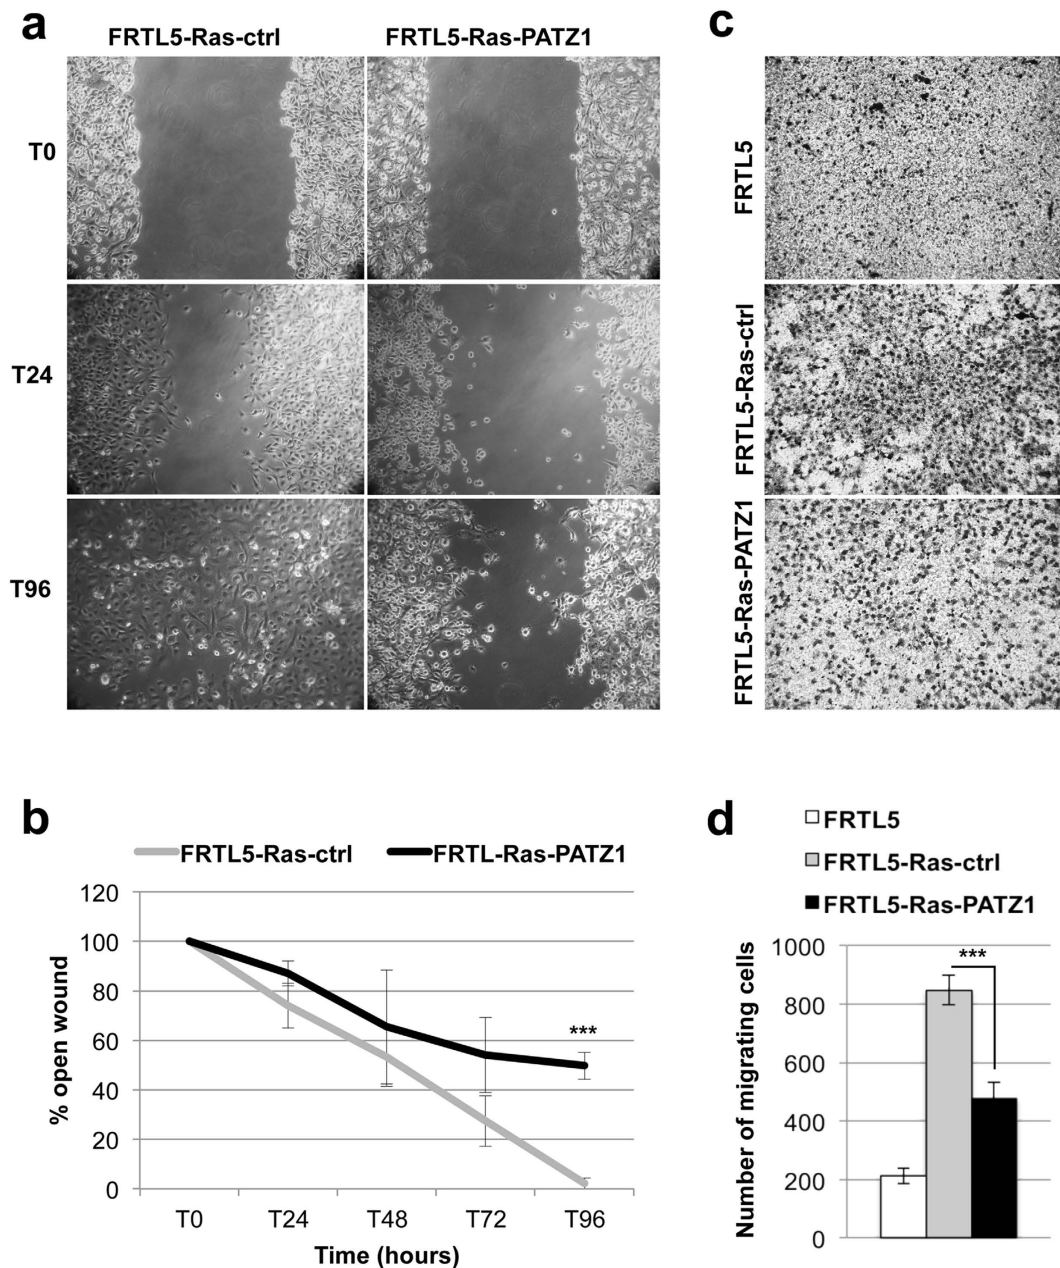 a
FRTL5-Ras-ctrl FRTL5-Ras-PATZ1
T0
T24
T96
c
FRTL5
FRTL5-Ras-ctrl
FRTL5-Ras-PATZ1
b
FRTL5-Ras-ctrl FRTL-Ras-PATZ1
% open wound
120
100
80
60
40
20
0
***
T0 T24 T48 T72 T96
Time (hours)
d
FRTL5
FRTL5-Ras-ctrl
FRTL5-Ras-PATZ1
Number of migrating cells
1000
800
600
400
200
0
***